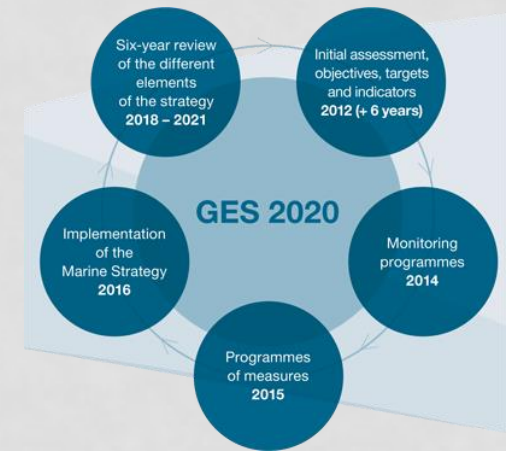 Six-year review
of the different
elements
of the strategy
2018 – 2021
Initial assessment,
objectives, targets
and indicators
2012 (+ 6 years)
GES 2020
Implementation
of the
Marine Strategy
2016
Monitoring
programmes
2014
Programmes
of measures
2015